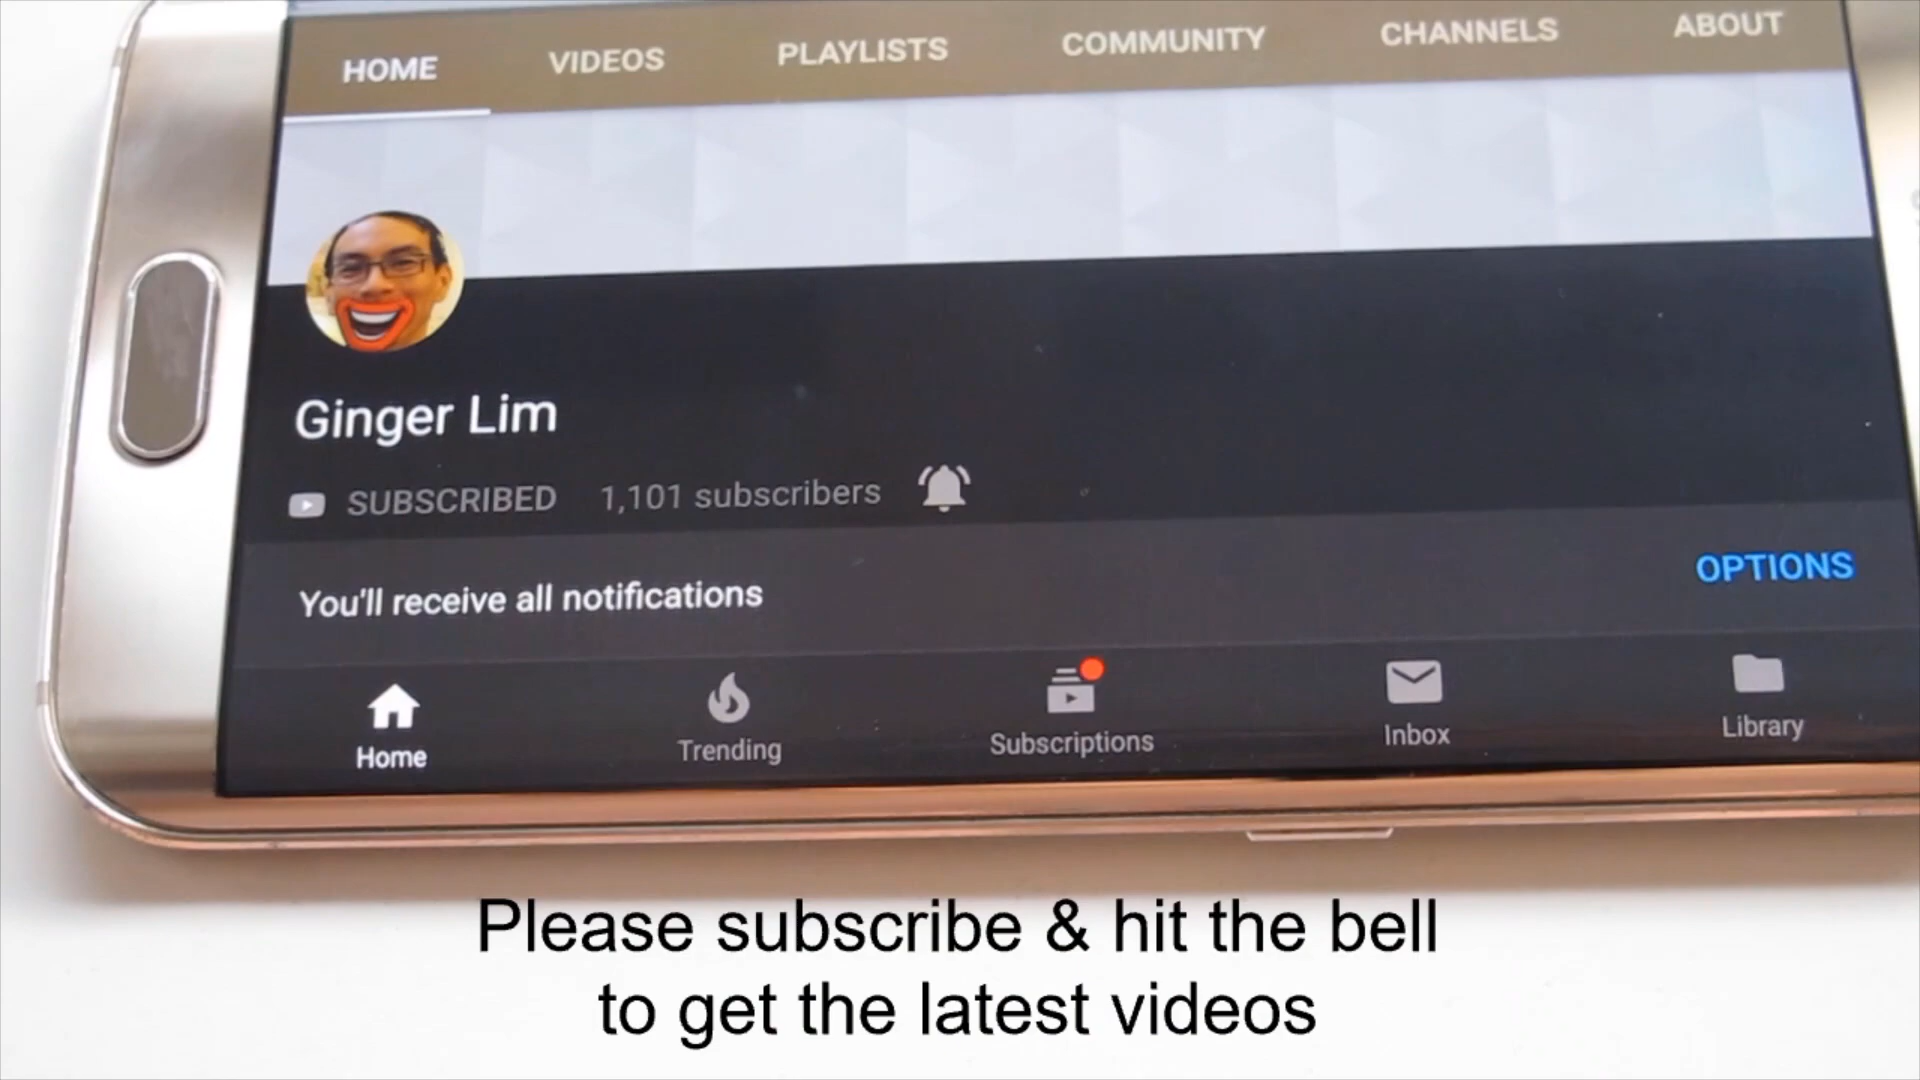 HOME VIDEOS PLAYLISTS COMMUNITY CHANNELS ABOUT
Ginger Lim
SUBSCRIBED 1,101 subscribers
You'll receive all notifications OPTIONS
Home Trending Subscriptions Inbox Library
Please subscribe & hit the bell
to get the latest videos